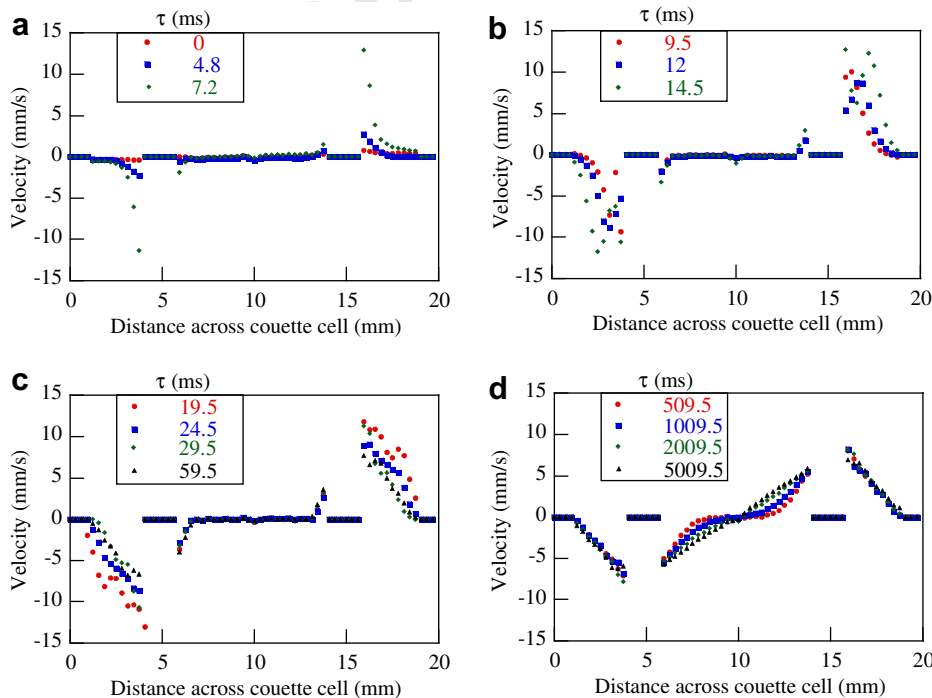 a
τ (ms)
0
4.8
7.2
Velocity (mm/s)
15
10
5
0
-5
-10
-15
0 5 10 15 20
Distance across couette cell (mm)
b
τ (ms)
9.5
12
14.5
Velocity (mm/s)
15
10
5
0
-5
-10
-15
0 5 10 15 20
Distance across couette cell (mm)
c
τ (ms)
19.5
24.5
29.5
59.5
Velocity (mm/s)
15
10
5
0
-5
-10
-15
0 5 10 15 20
Distance across couette cell (mm)
d
τ (ms)
509.5
1009.5
2009.5
5009.5
Velocity (mm/s)
15
10
5
0
-5
-10
-15
0 5 10 15 20
Distance across couette cell (mm)